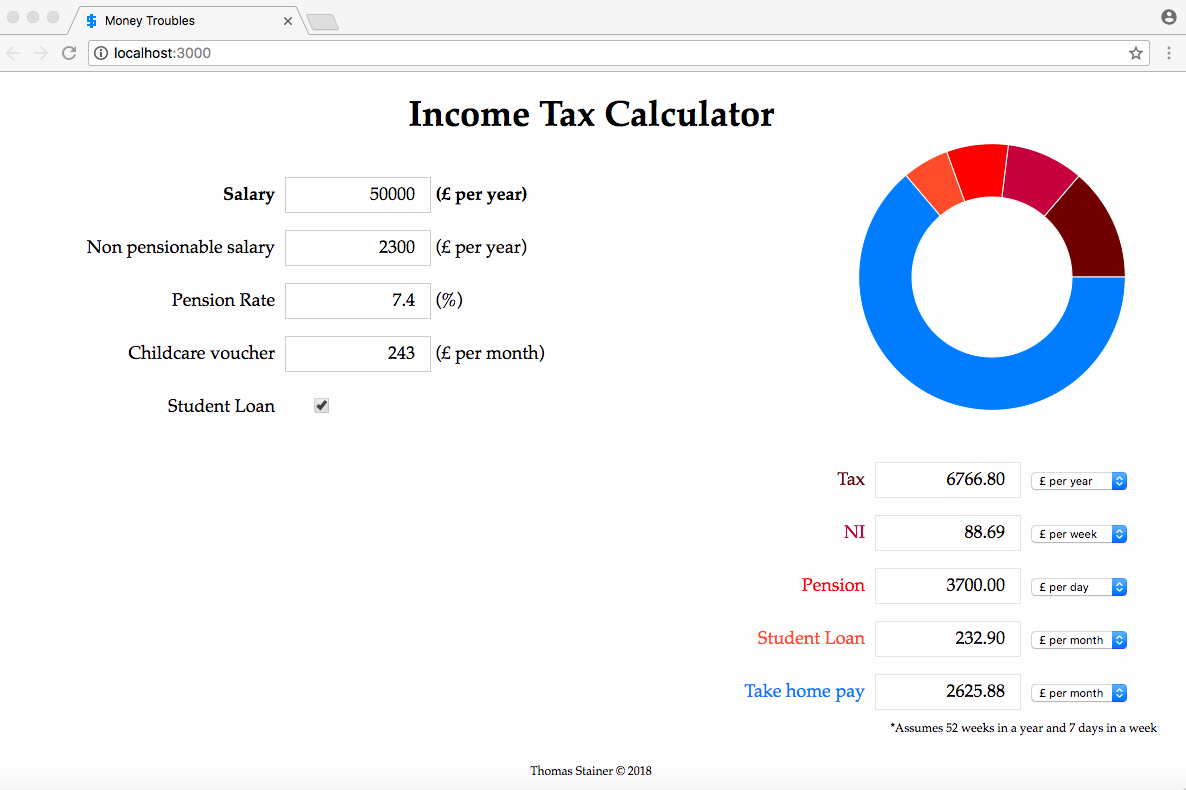 Money Troubles
localhost:3000
Income Tax Calculator
Salary 50000 (£ per year)
Non pensionable salary 2300 (£ per year)
Pension Rate 7.4 (%)
Childcare voucher 243 (£ per month)
Student Loan
Tax 6766.80 £ per year
NI 88.69 £ per week
Pension 3700.00 £ per day
Student Loan 232.90 £ per month
Take home pay 2625.88 £ per month
*Assumes 52 weeks in a year and 7 days in a week
Thomas Stainer © 2018